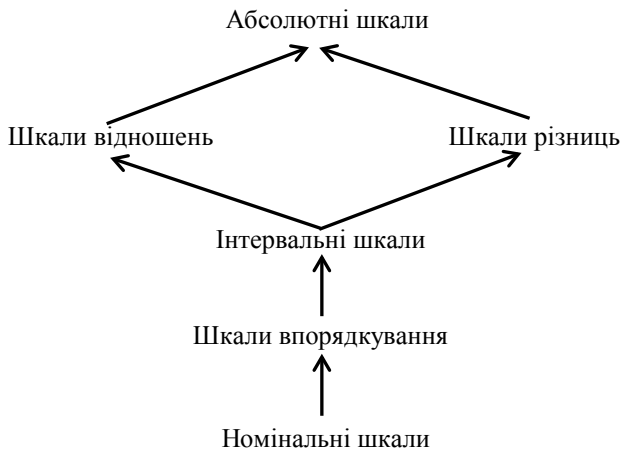 Абсолютні шкали
Шкали відношень
Шкали різниць
Інтервальні шкали
Шкали впорядкування
Номінальні шкали